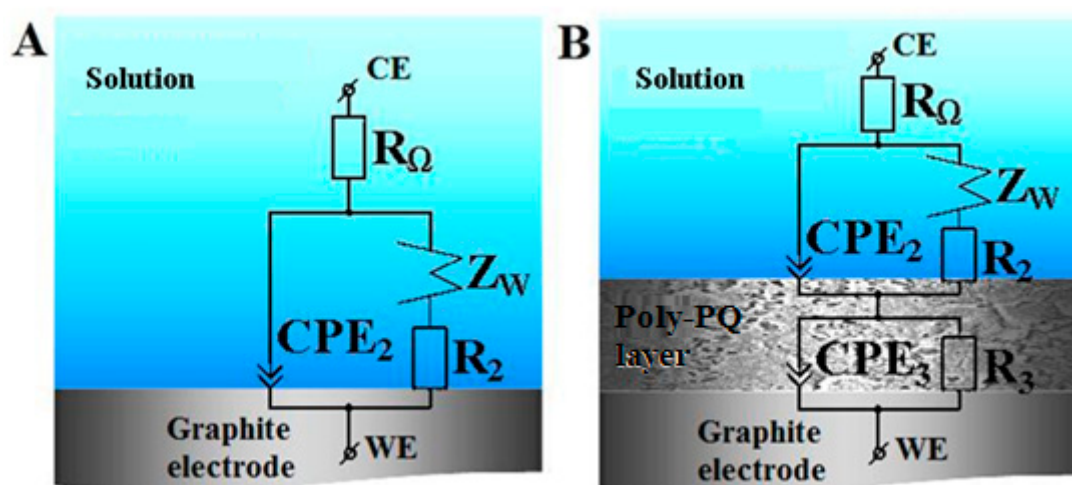 A
Solution
CE
RΩ
ZW
CPE2
R2
Graphite
electrode
WE
B
Solution
CE
RΩ
ZW
CPE2
R2
Poly-PQ
layer
CPE3
R3
Graphite
electrode
WE